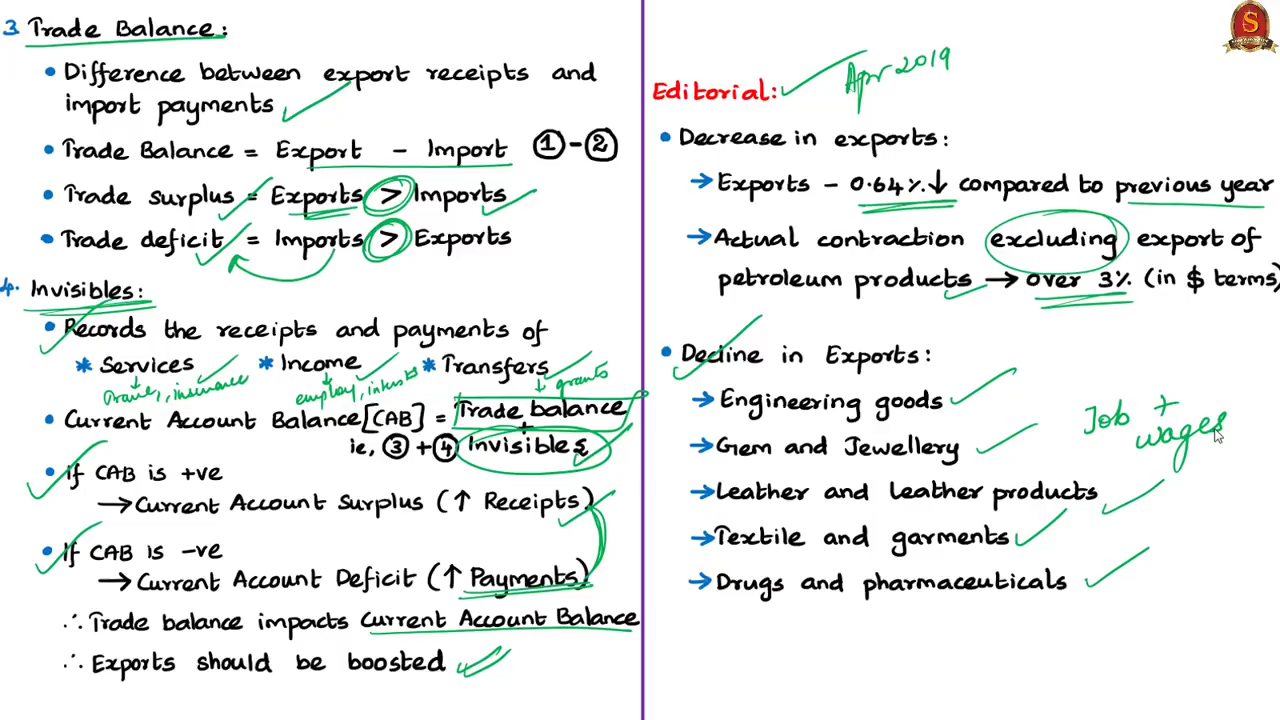 3 Trade Balance:
• Difference between export receipts and
import payments
• Trade Balance = Export - Import ① - ②
• Trade surplus = Exports > Imports
• Trade deficit = Imports > Exports
4. Invisibles:
• Records the receipts and payments of
* Services * Income * Transfers
insurance employ, grants
• Current Account Balance [CAB] = Trade balance
+
ie, ③ + ④ Invisibles
• if CAB is +ve
→ Current Account Surplus (↑ Receipts)
• If CAB is -ve
→ Current Account Deficit (↑ Payments)
∴ Trade balance impacts Current Account Balance
∴ Exports should be boosted
S
Editorial: Apr 2019
• Decrease in exports:
→ Exports - 0.64%↓ compared to previous year
→ Actual contraction excluding export of
petroleum products → over 3% (in $ terms)
• Decline in Exports:
→ Engineering goods
→ Gem and Jewellery
→ Leather and leather products
→ Textile and garments
→ Drugs and pharmaceuticals
Job +
wages